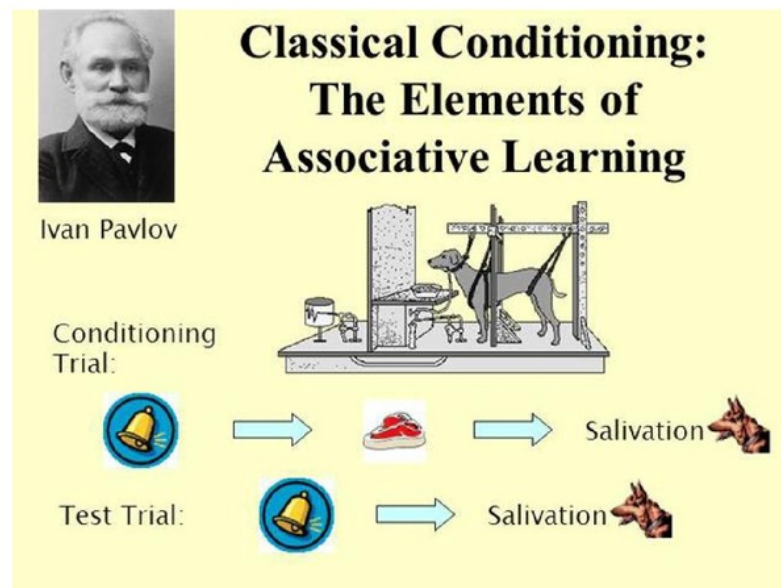 Classical Conditioning:
The Elements of
Associative Learning
Ivan Pavlov
Conditioning
Trial:
Salivation
Test Trial:
Salivation